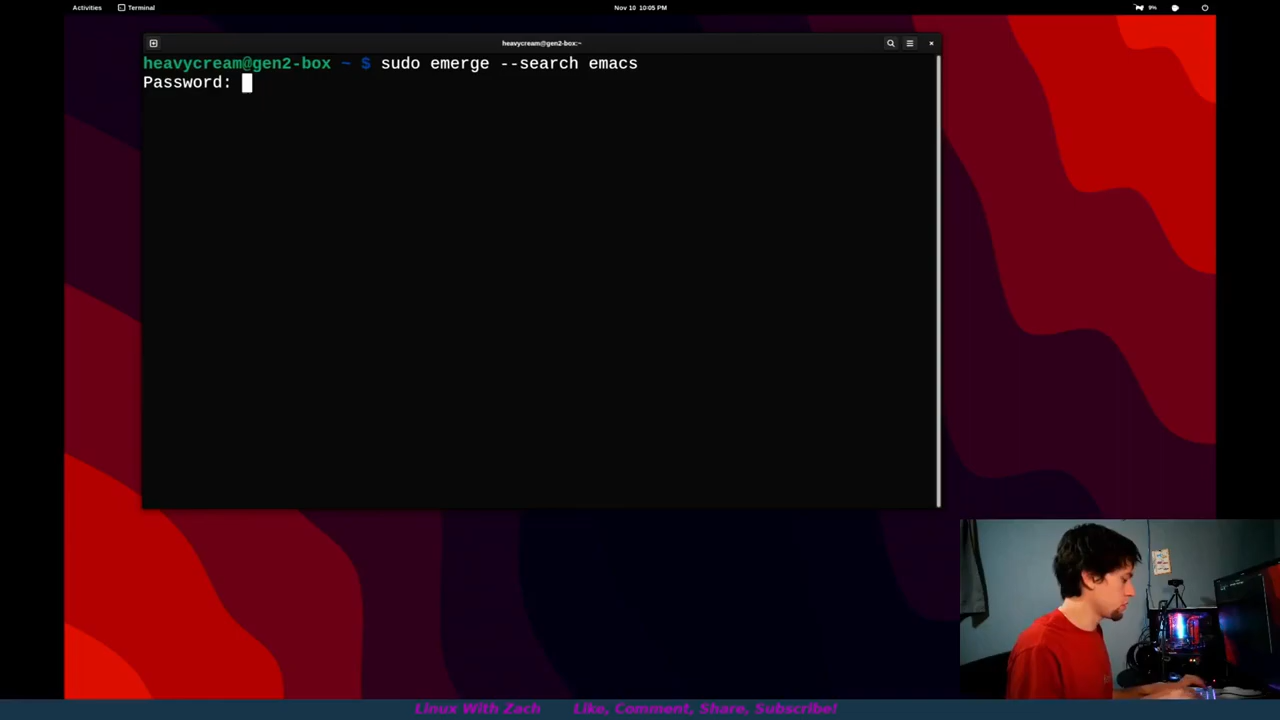 Activities
Terminal
Nov 10 10:05 PM
9%
heavycream@gen2-box:~
heavycream@gen2-box ~ $ sudo emerge --search emacs
Password:
Linux With Zach Like, Comment, Share, Subscribe!